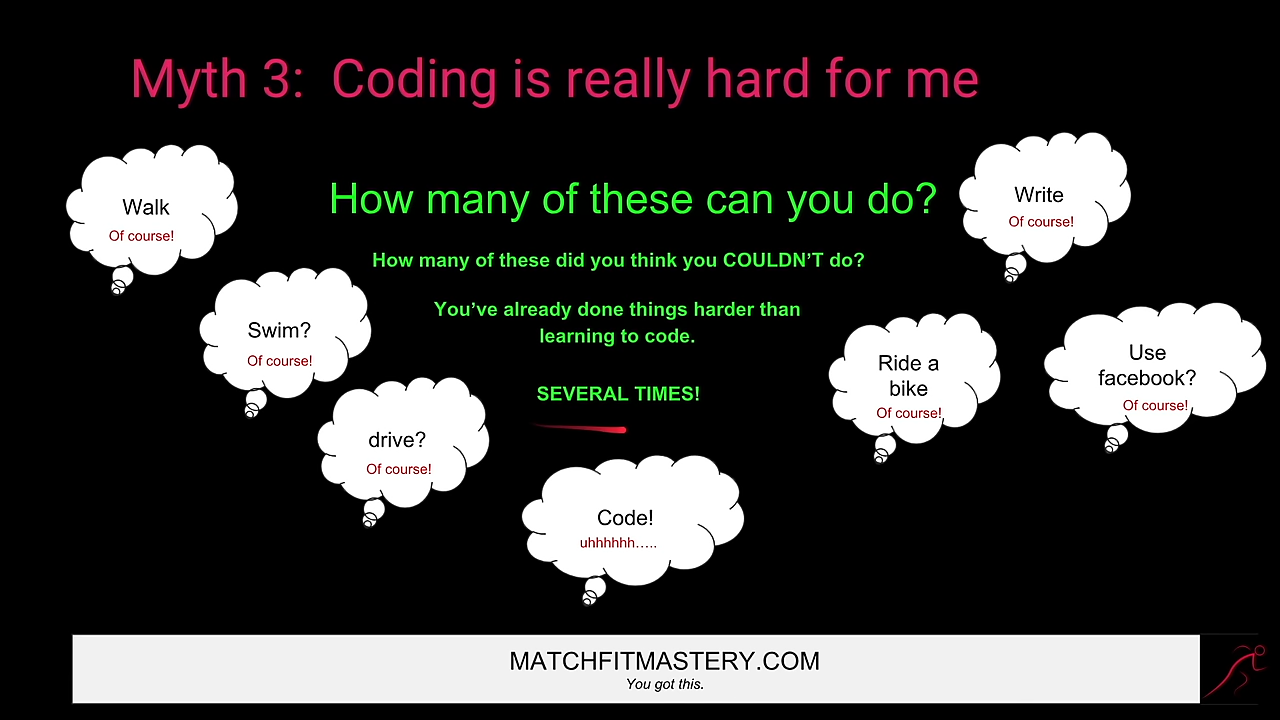 Myth 3: Coding is really hard for me
How many of these can you do?
How many of these did you think you COULDN'T do?
You've already done things harder than
learning to code.
SEVERAL TIMES!
Walk
Of course!
Swim?
Of course!
drive?
Of course!
Code!
uhhhhhh…..
Ride a
bike
Of course!
Write
Of course!
Use
facebook?
Of course!
MATCHFITMASTERY.COM
You got this.